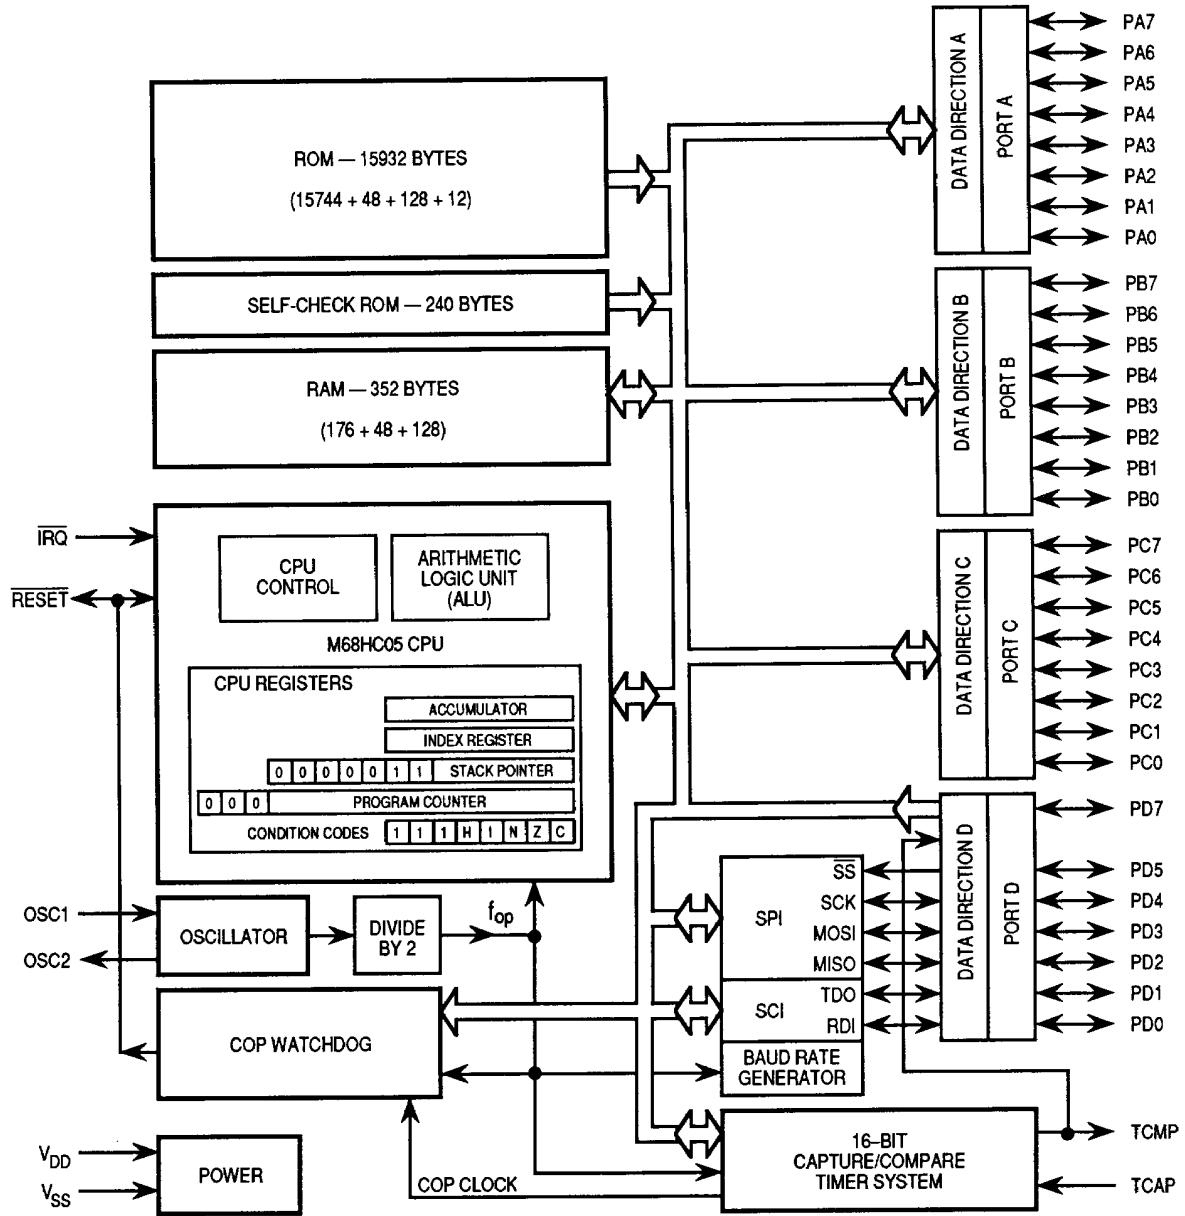 ROM — 15932 BYTES
(15744 + 48 + 128 + 12)
SELF-CHECK ROM — 240 BYTES
RAM — 352 BYTES
(176 + 48 + 128)
IRQ
RESET
CPU
CONTROL
ARITHMETIC
LOGIC UNIT
(ALU)
M68HC05 CPU
CPU REGISTERS
ACCUMULATOR
INDEX REGISTER
0 0 0 0 0 1 1 STACK POINTER
0 0 0 PROGRAM COUNTER
CONDITION CODES 1 1 1 H I N Z C
OSC1
OSC2
OSCILLATOR
DIVIDE
BY 2
fop
COP WATCHDOG
VDD
VSS
POWER
COP CLOCK
SPI
SS
SCK
MOSI
MISO
SCI
TDO
RDI
BAUD RATE
GENERATOR
16–BIT
CAPTURE/COMPARE
TIMER SYSTEM
TCMP
TCAP
DATA DIRECTION A
PORT A
PA7
PA6
PA5
PA4
PA3
PA2
PA1
PA0
DATA DIRECTION B
PORT B
PB7
PB6
PB5
PB4
PB3
PB2
PB1
PB0
DATA DIRECTION C
PORT C
PC7
PC6
PC5
PC4
PC3
PC2
PC1
PC0
DATA DIRECTION D
PORT D
PD7
PD5
PD4
PD3
PD2
PD1
PD0